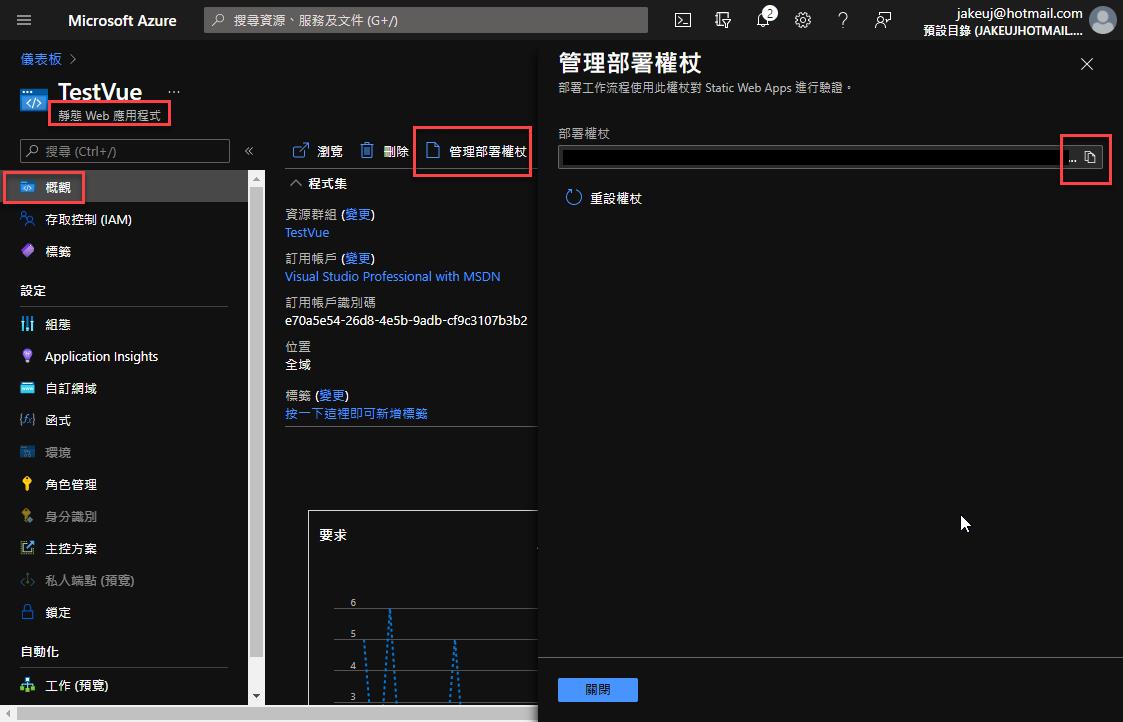 Microsoft Azure
搜尋資源、服務及文件 (G+/)
2
jakeuj@hotmail.com
預設目錄 (JAKEUJHOTMAIL....
儀表板
TestVue
...
靜態 Web 應用程式
搜尋 (Ctrl+/)
概觀
存取控制 (IAM)
標籤
設定
組態
Application Insights
自訂網域
函式
環境
角色管理
身分識別
主控方案
私人端點 (預覽)
鎖定
自動化
工作 (預覽)
瀏覽
刪除
管理部署權杖
程式集
資源群組 (變更)
TestVue
訂用帳戶 (變更)
Visual Studio Professional with MSDN
訂用帳戶識別碼
e70a5e54-26d8-4e5b-9adb-cf9c3107b3b2
位置
全域
標籤 (變更)
按一下這裡即可新增標籤
要求
6
5
4
3
管理部署權杖
部署工作流程使用此權杖對 Static Web Apps 進行驗證。
部署權杖
...
重設權杖
關閉